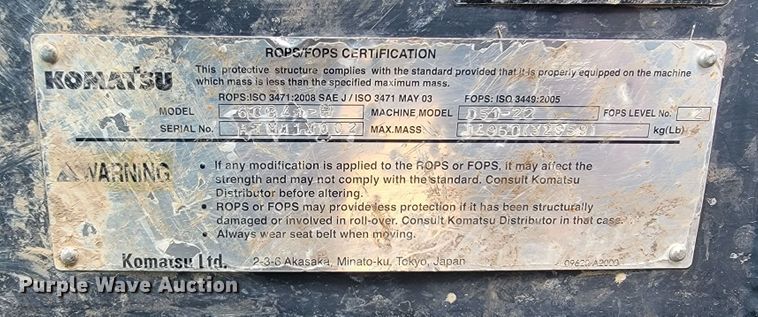 ROPS/FOPS CERTIFICATION
KOMATSU
This protective structure complies with the standard provided that it is properly equipped on the machine
which mass is less than the specified maximum mass.
ROPS:ISO 3471:2008 SAE J / ISO 3471 MAY 03 FOPS: ISO 3449:2005
MODEL MACHINE MODEL D51-22 FOPS LEVEL No. 2
SERIAL No. MAX.MASS kg(Lb)
WARNING
• If any modification is applied to the ROPS or FOPS, it may affect the
strength and may not comply with the standard. Consult Komatsu
Distributor before altering.
• ROPS or FOPS may provide less protection if it has been structurally
damaged or involved in roll-over. Consult Komatsu Distributor in that case.
• Always wear seat belt when moving.
Komatsu Ltd. 2-3-6 Akasaka, Minato-ku, Tokyo, Japan 09620-A2000
Purple Wave Auction